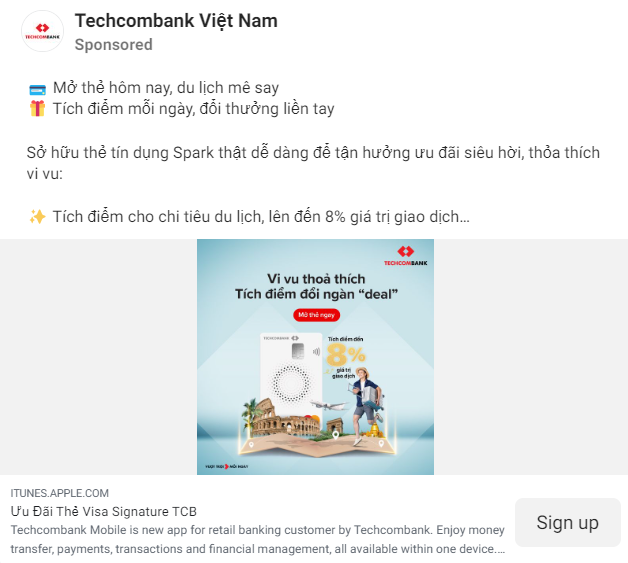 Techcombank Việt Nam
Sponsored
Mở thẻ hôm nay, du lịch mê say
Tích điểm mỗi ngày, đổi thưởng liền tay
Sở hữu thẻ tín dụng Spark thật dễ dàng để tận hưởng ưu đãi siêu hời, thỏa thích
vi vu:
Tích điểm cho chi tiêu du lịch, lên đến 8% giá trị giao dịch...
TECHCOMBANK
TECHCOMBANK
Vi vu thoả thích
Tích điểm đổi ngàn “deal”
Mở thẻ ngay
TECHCOMBANK
Tích điểm đến
8%
giá trị
giao dịch
VƯỢT TRỘI MỖI NGÀY
ITUNES.APPLE.COM
Ưu Đãi Thẻ Visa Signature TCB
Techcombank Mobile is new app for retail banking customer by Techcombank. Enjoy money
transfer, payments, transactions and financial management, all available within one device....
Sign up